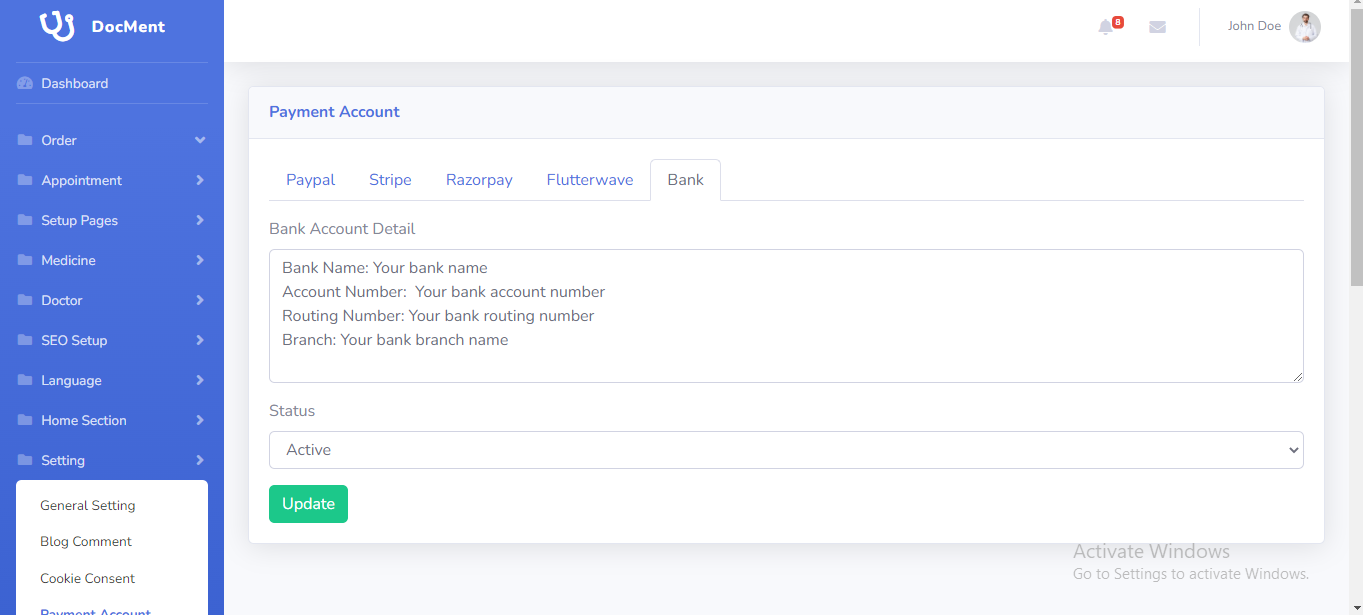 DocMent
8
John Doe
Dashboard
Order
Appointment
Setup Pages
Medicine
Doctor
SEO Setup
Language
Home Section
Setting
General Setting
Blog Comment
Cookie Consent
Payment Account
Payment Account
Paypal Stripe Razorpay Flutterwave Bank
Bank Account Detail
Bank Name: Your bank name
Account Number:  Your bank account number
Routing Number: Your bank routing number
Branch: Your bank branch name
Status
Active
Update
Activate Windows
Go to Settings to activate Windows.